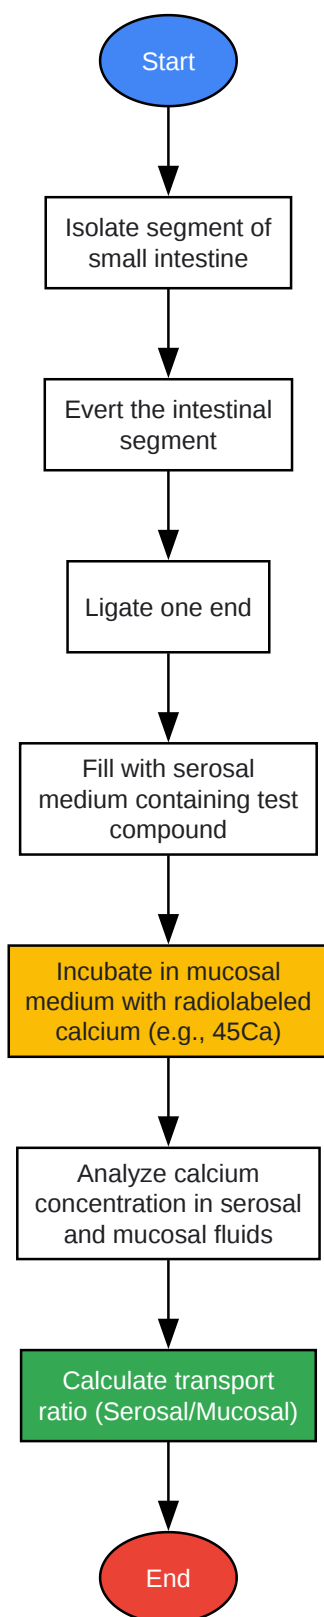 Start
Isolate segment of
small intestine
Evert the intestinal
segment
Ligate one end
Fill with serosal
medium containing test
compound
Incubate in mucosal
medium with radiolabeled
calcium (e.g., 45Ca)
Analyze calcium
concentration in serosal
and mucosal fluids
Calculate transport
ratio (Serosal/Mucosal)
End